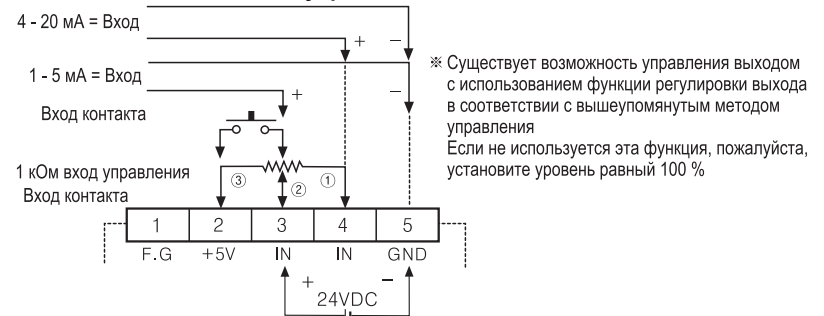 4 - 20 мА = Вход
+
−
1 - 5 мА = Вход
+
−
Вход контакта
1 кОм вход управления
Вход контакта
③
②
①
※ Существует возможность управления выходом
с использованием функции регулировки выхода
в соответствии с вышеупомянутым методом
управления
Если не используется эта функция, пожалуйста,
установите уровень равный 100 %
1 2 3 4 5
F.G +5V IN IN GND
+ −
24VDC